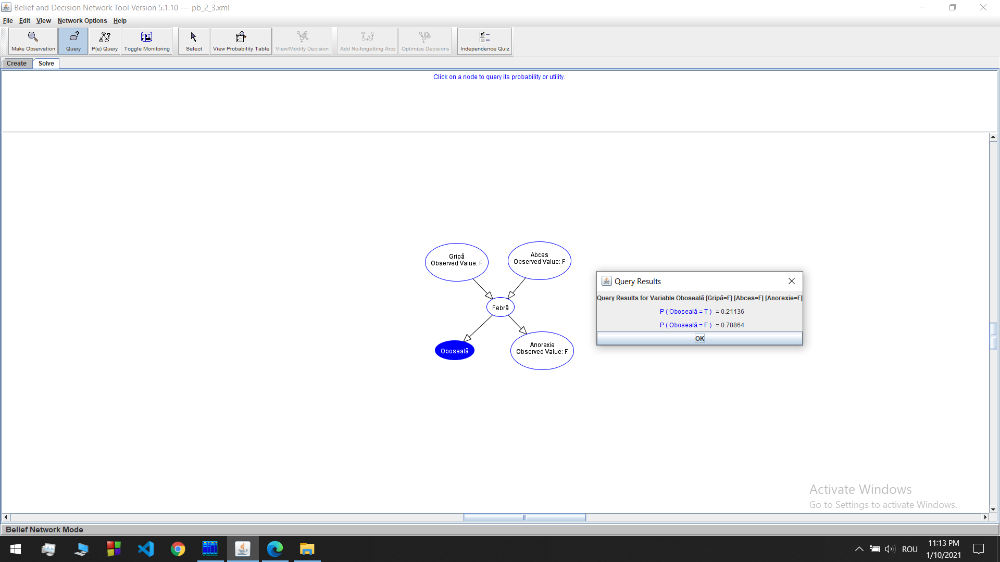 Belief and Decision Network Tool Version 5.1.10 --- pb_2_3.xml
File Edit View Network Options Help
Make Observation Query P(e) Query Toggle Monitoring Select View Probability Table View/Modify Decision Add No-forgetting Arcs Optimize Decisions Independence Quiz
Create Solve
Click on a node to query its probability or utility.
Gripă
Observed Value: F
Abces
Observed Value: F
Febră
Oboseală
Anorexie
Observed Value: F
Query Results
Query Results for Variable Oboseală [Gripă=F] [Abces=F] [Anorexie=F]
P ( Oboseală = T ) = 0.21136
P ( Oboseală = F ) = 0.78864
OK
Activate Windows
Go to Settings to activate Windows.
Belief Network Mode
ROU
11:13 PM
1/10/2021